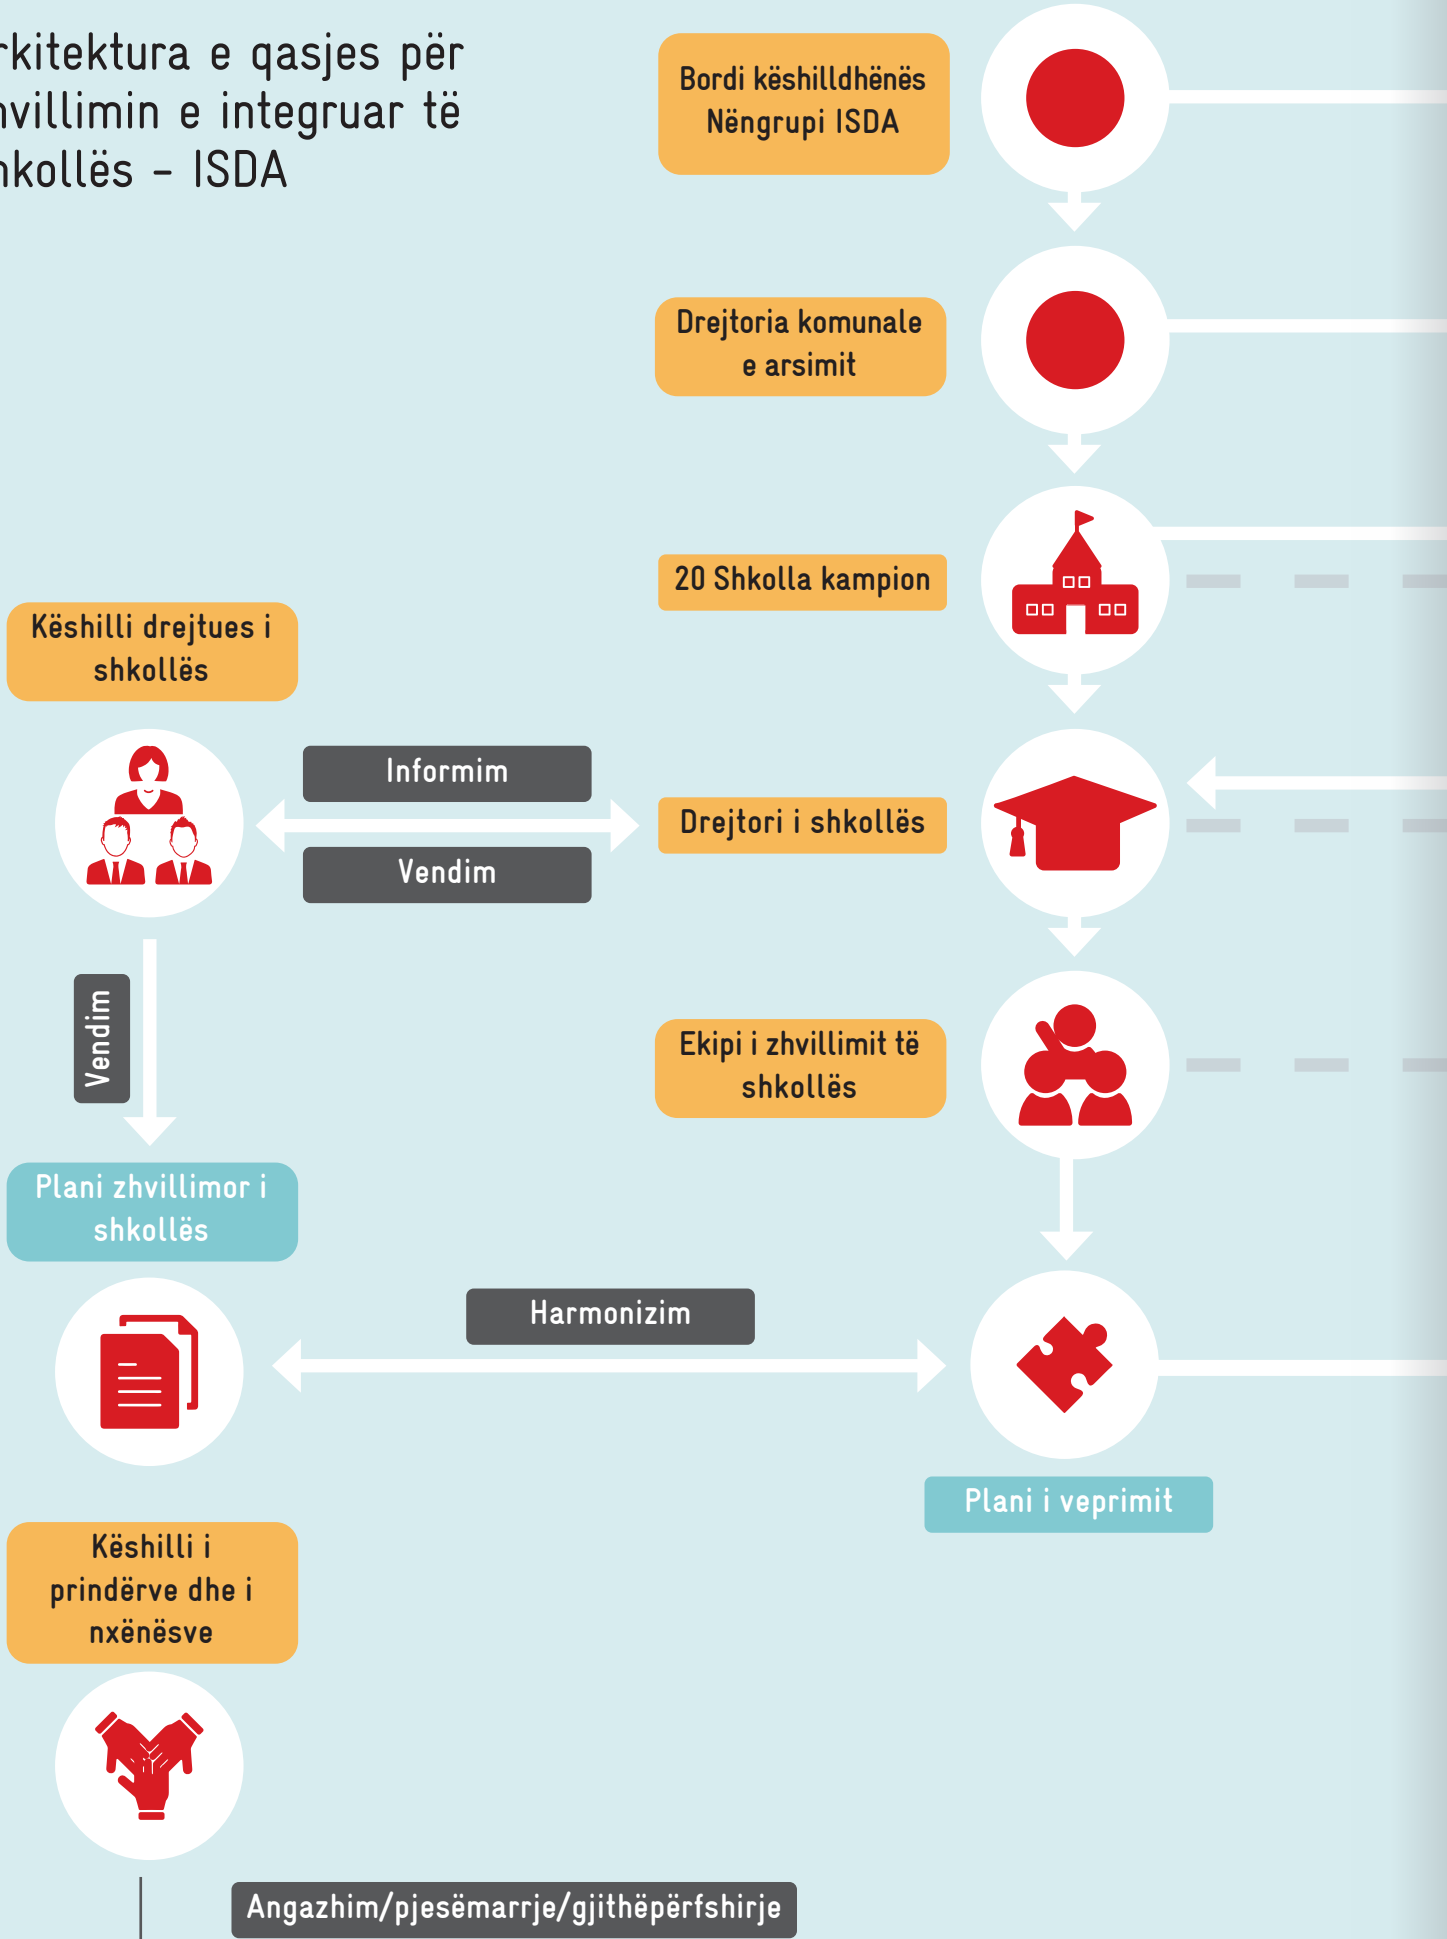 rkitektura e qasjes për
hvillimin e integruar të
hkollës – ISDA
Bordi këshilldhënës
Nëngrupi ISDA
Drejtoria komunale
e arsimit
20 Shkolla kampion
Këshilli drejtues i
shkollës
Informim
Vendim
Drejtori i shkollës
Vendim
Ekipi i zhvillimit të
shkollës
Plani zhvillimor i
shkollës
Harmonizim
Plani i veprimit
Këshilli i
prindërve dhe i
nxënësve
Angazhim/pjesëmarrje/gjithëpërfshirje